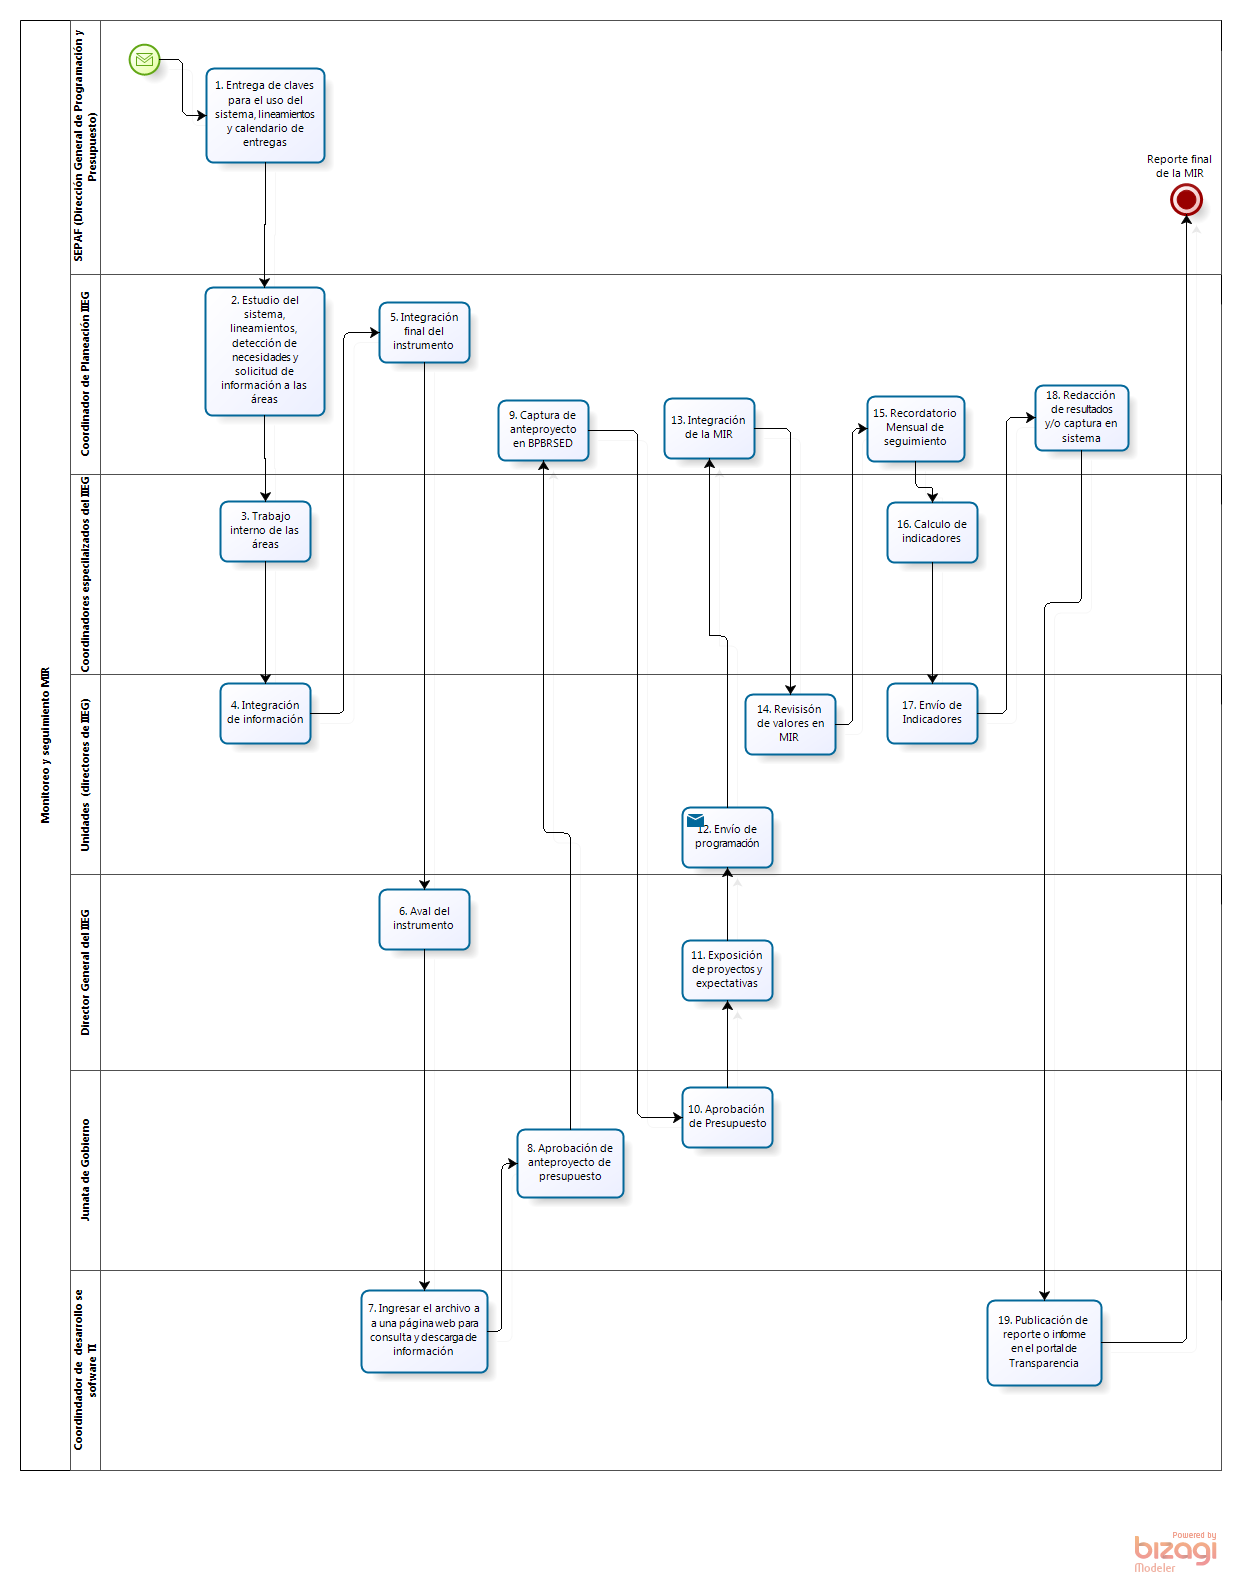 Monitoreo y seguimiento MIR
SEPAF (Dirección General de Programación y
Presupuesto)
1. Entrega de claves
para el uso del
sistema, lineamientos
y calendario de
entregas
Reporte final
de la MIR
Coordinador de Planeación IIEG
2. Estudio del
sistema,
lineamientos,
detección de
necesidades y
solicitud de
información a las
áreas
5. Integración
final del
instrumento
9. Captura de
anteproyecto
en BPBRSED
13. Integración
de la MIR
15. Recordatorio
Mensual de
seguimiento
18. Redacción
de resultados
y/o captura en
sistema
Coordinadores especilaizados del IIEG
3. Trabajo
interno de las
áreas
16. Calculo de
indicadores
Unidades (directores de IIEG)
4. Integración
de información
14. Revisisón
de valores en
MIR
17. Envío de
Indicadores
12. Envío de
programación
Director General del IIEG
6. Aval del
instrumento
11. Exposición
de proyectos y
expectativas
Junata de Gobierno
8. Aprobación de
anteproyecto de
presupuesto
10. Aprobación
de Presupuesto
Coordindador de desarrollo se
sofware TI
7. Ingresar el archivo a
a una página web para
consulta y descarga de
información
19. Publicación de
reporte o informe
en el portal de
Transparencia
Powered by
bizagi
Modeler